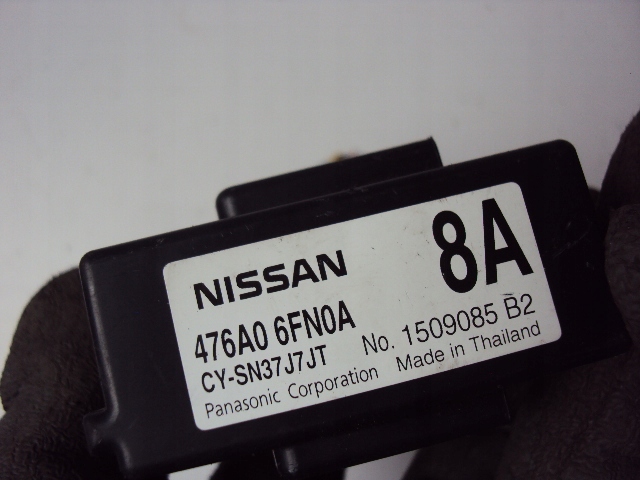 NISSAN 8A
476A0 6FN0A
CY-SN37J7JT No. 1509085 B2
Panasonic Corporation Made in Thailand